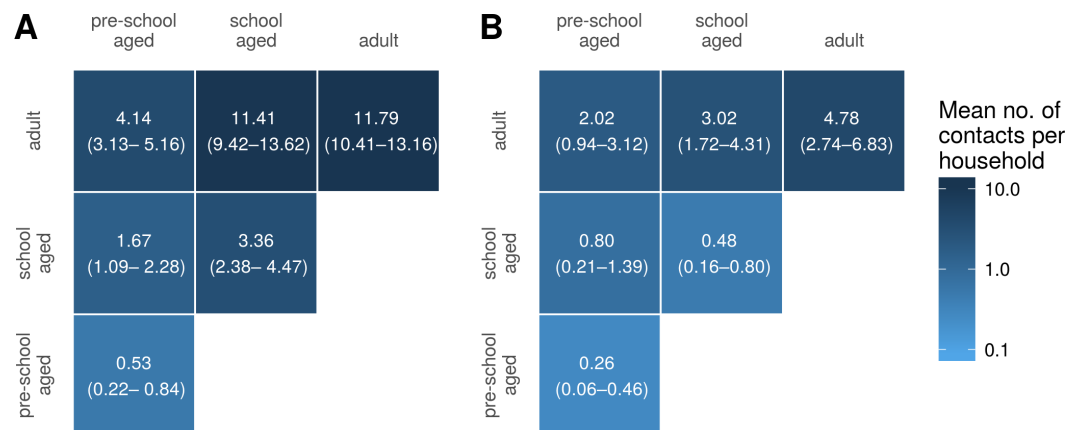 A
pre-school
aged
school
aged
adult
adult
4.14
(3.13– 5.16)
11.41
(9.42–13.62)
11.79
(10.41–13.16)
school
aged
1.67
(1.09– 2.28)
3.36
(2.38– 4.47)
pre-school
aged
0.53
(0.22– 0.84)
B
pre-school
aged
school
aged
adult
adult
2.02
(0.94–3.12)
3.02
(1.72–4.31)
4.78
(2.74–6.83)
school
aged
0.80
(0.21–1.39)
0.48
(0.16–0.80)
pre-school
aged
0.26
(0.06–0.46)
Mean no. of
contacts per
household
10.0
1.0
0.1